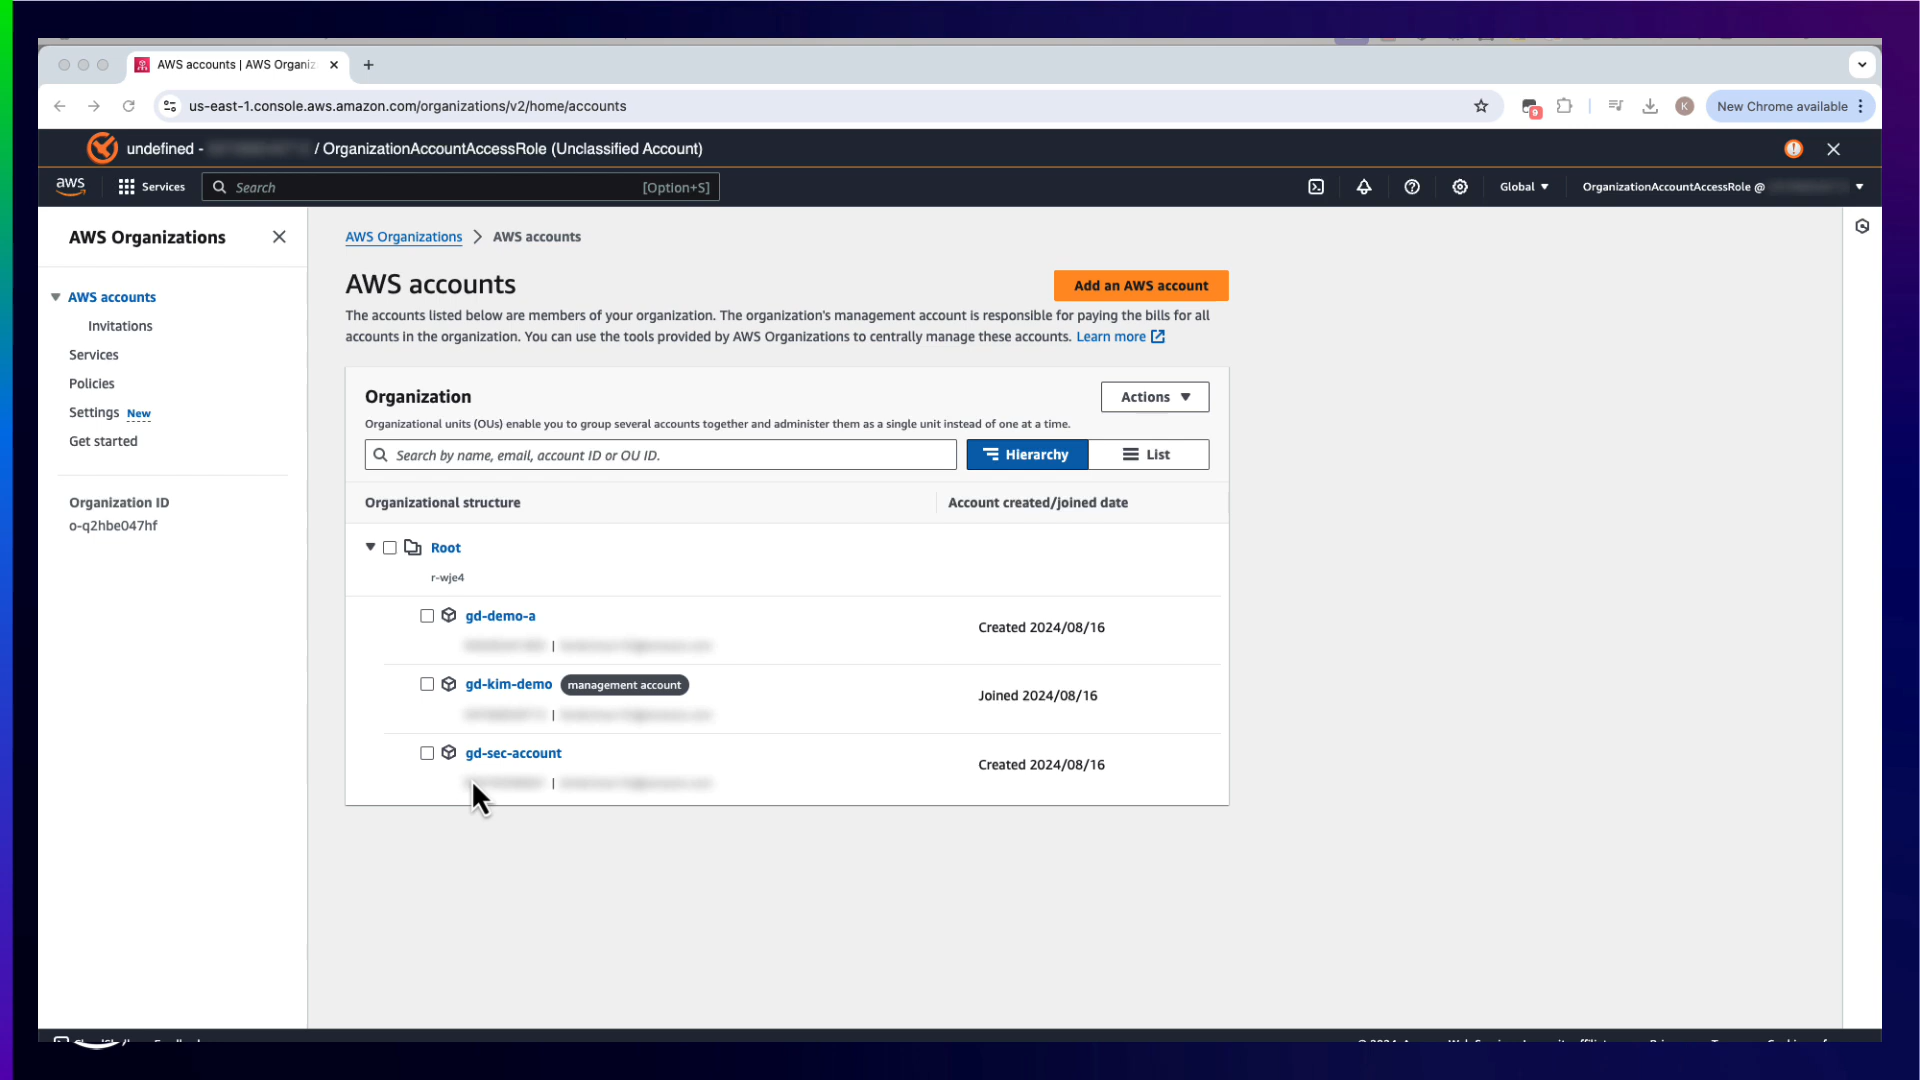 AWS accounts | AWS Organiz
us-east-1.console.aws.amazon.com/organizations/v2/home/accounts
9
K
New Chrome available
undefined - / OrganizationAccountAccessRole (Unclassified Account)
aws
Services
Search
[Option+S]
Global
OrganizationAccountAccessRole @
AWS Organizations
AWS accounts
Invitations
Services
Policies
Settings New
Get started
Organization ID
o-q2hbe047hf
AWS Organizations > AWS accounts
AWS accounts
Add an AWS account
The accounts listed below are members of your organization. The organization's management account is responsible for paying the bills for all
accounts in the organization. You can use the tools provided by AWS Organizations to centrally manage these accounts. Learn more
Organization
Actions
Organizational units (OUs) enable you to group several accounts together and administer them as a single unit instead of one at a time.
Search by name, email, account ID or OU ID.
Hierarchy
List
Organizational structure
Account created/joined date
Root
r-wje4
gd-demo-a
Created 2024/08/16
|
gd-kim-demo management account
Joined 2024/08/16
|
gd-sec-account
Created 2024/08/16
|